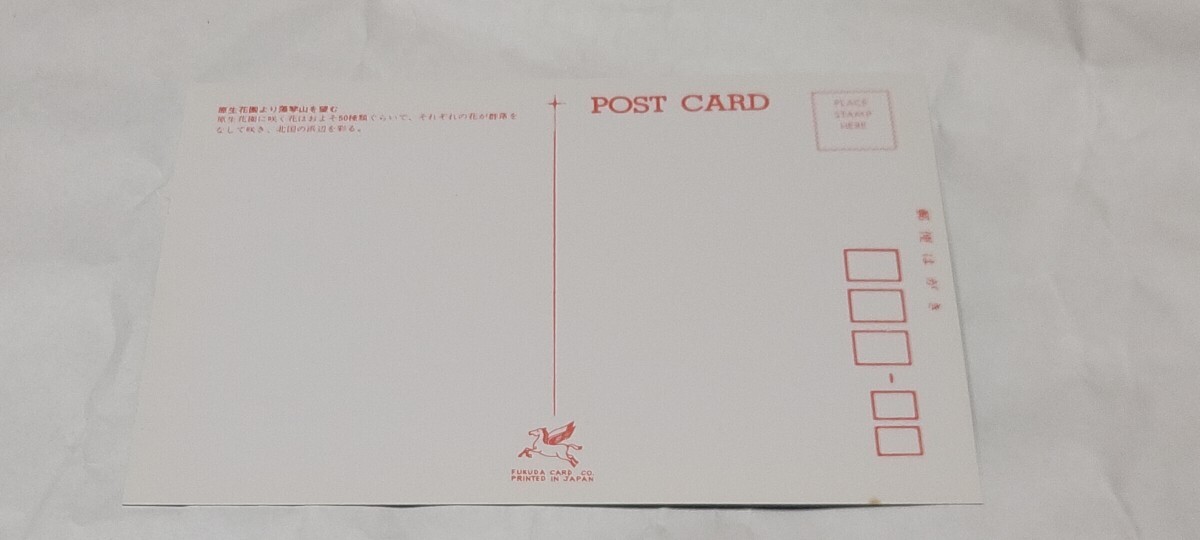 原生花園より藻琴山を望む
原生花園に咲く花はおよそ50種類ぐらいで、それぞれの花が群落を
なして咲き、北国の浜辺を彩る。
POST CARD
PLACE
STAMP
HERE
郵便はがき
FUKUDA CARD CO.
PRINTED IN JAPAN